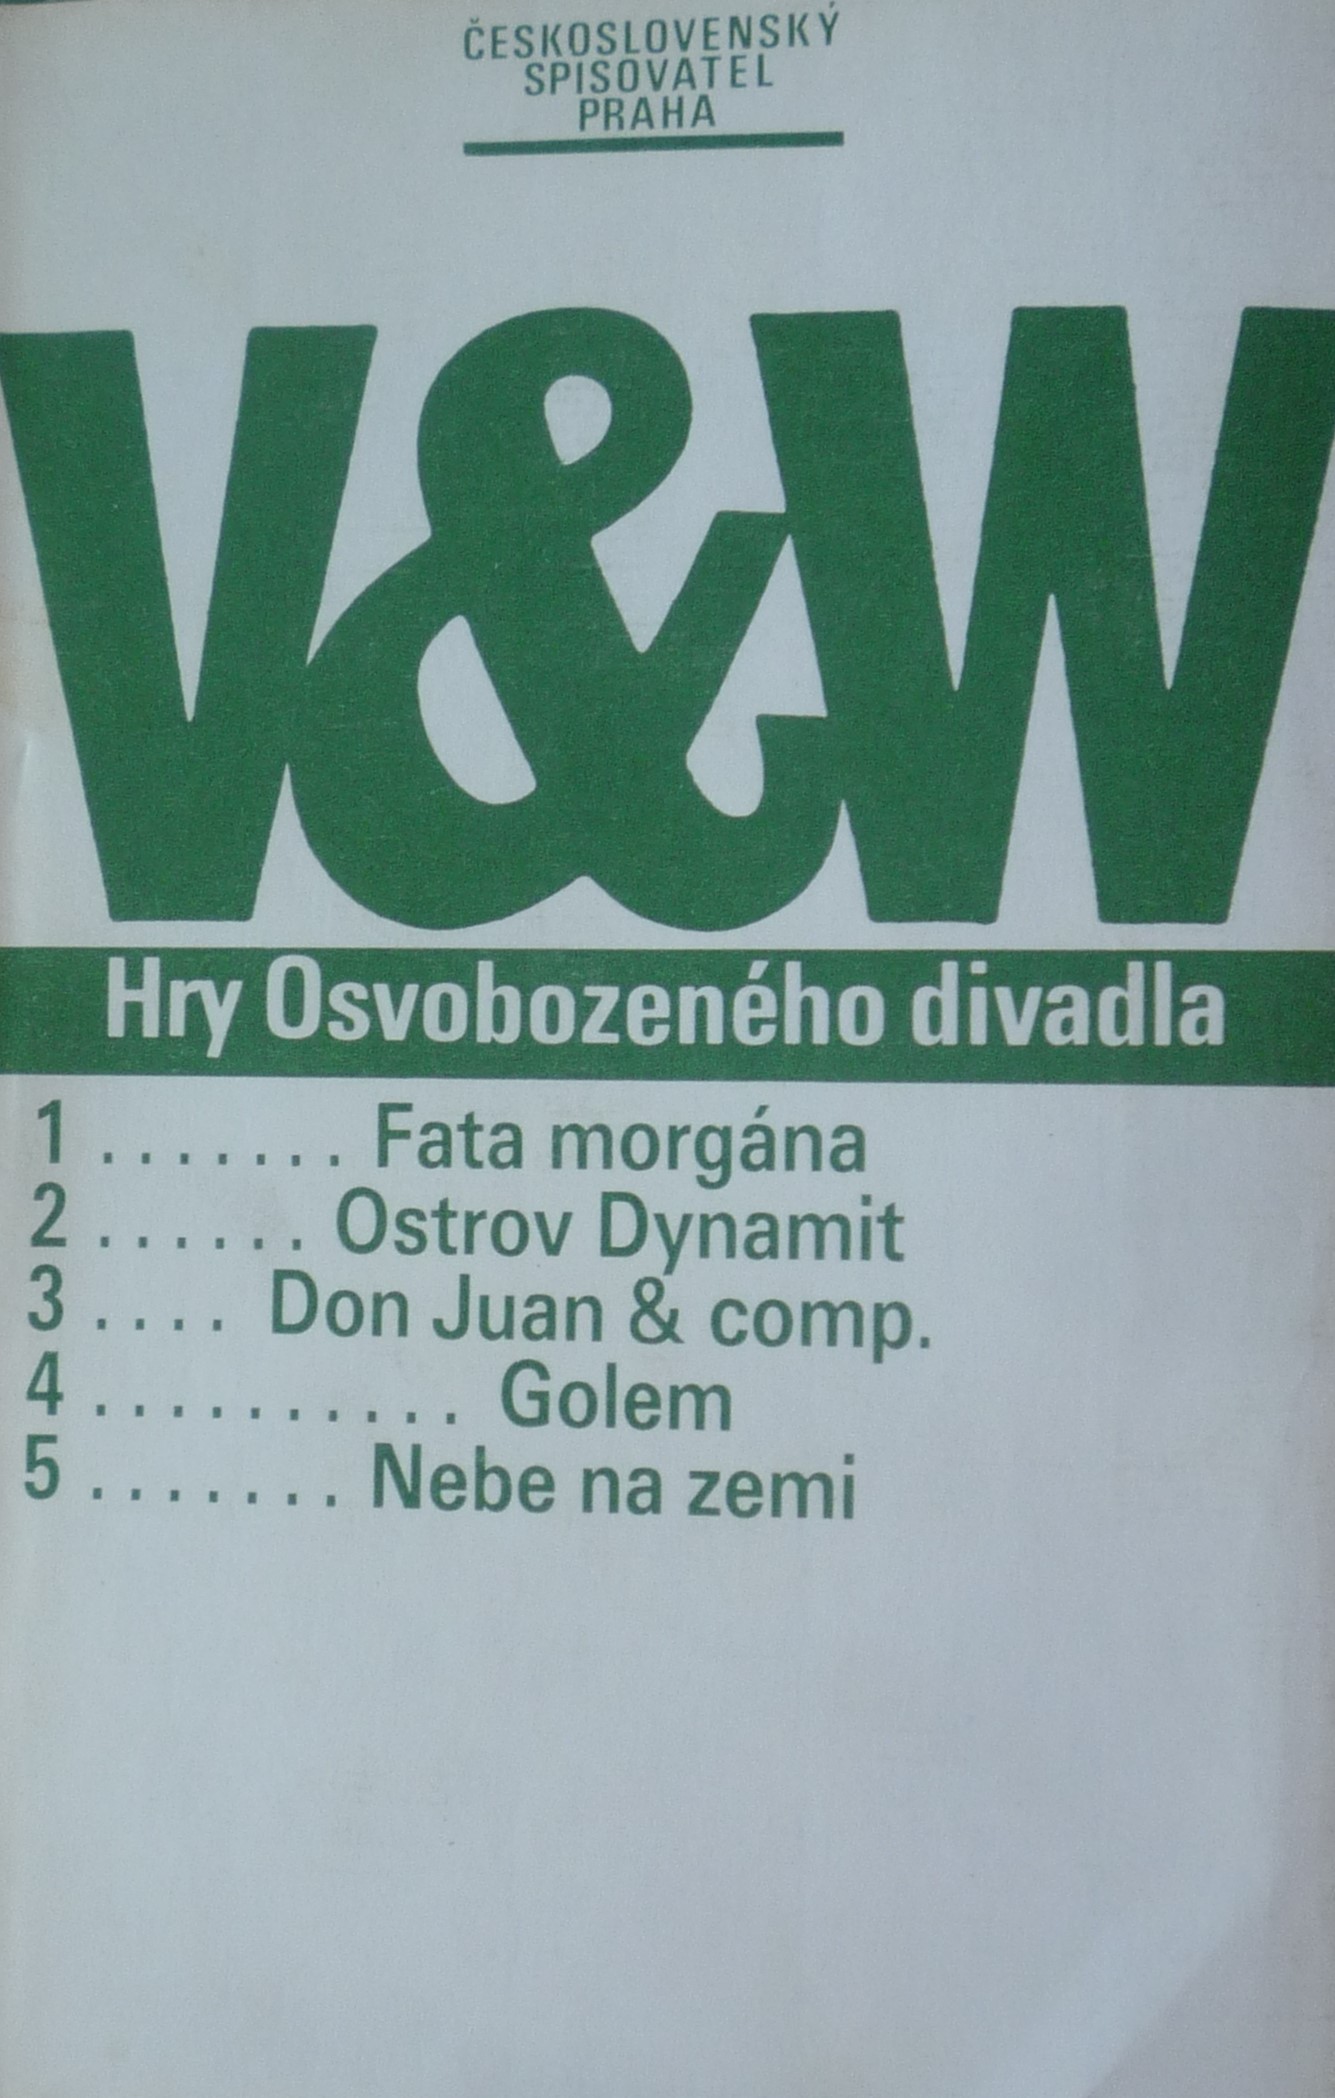 ČESKOSLOVENSKÝ
SPISOVATEL
PRAHA
V&W
Hry Osvobozeného divadla
1 ....... Fata morgána
2 ...... Ostrov Dynamit
3 .... Don Juan & comp.
4 .......... Golem
5 ....... Nebe na zemi